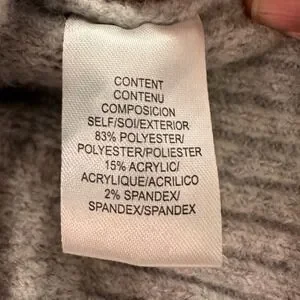 CONTENT
CONTENU
COMPOSICION
SELF/SOI/EXTERIOR
83% POLYESTER/
POLYESTER/POLIESTER
15% ACRYLIC/
ACRYLIQUE/ACRILICO
2% SPANDEX/
SPANDEX/SPANDEX